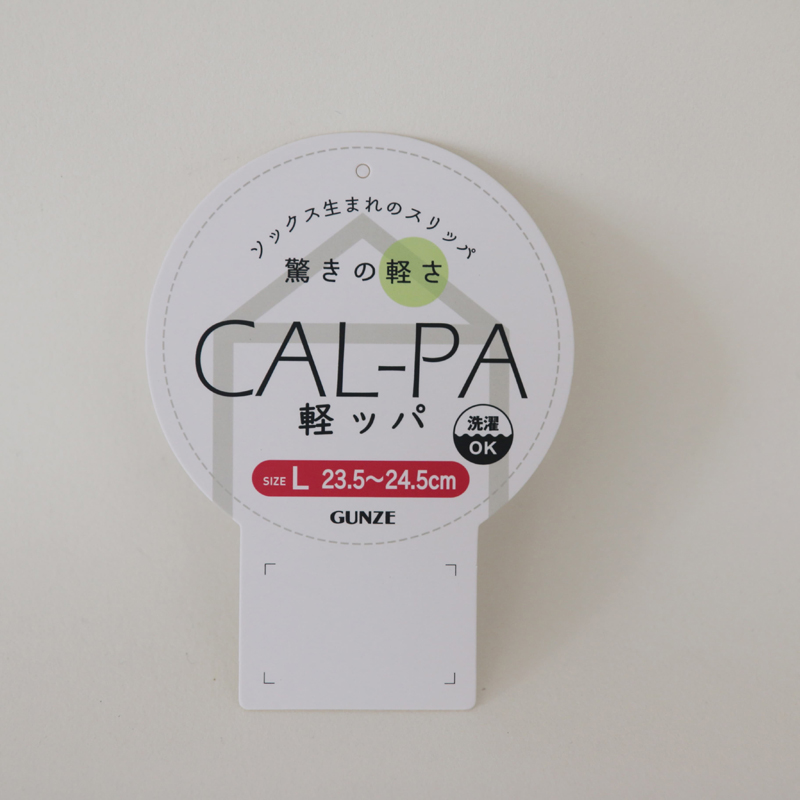 ソックス生まれのスリッパ
驚きの軽さ
CAL-PA
軽ッパ
洗濯
OK
SIZE L 23.5～24.5cm
GUNZE